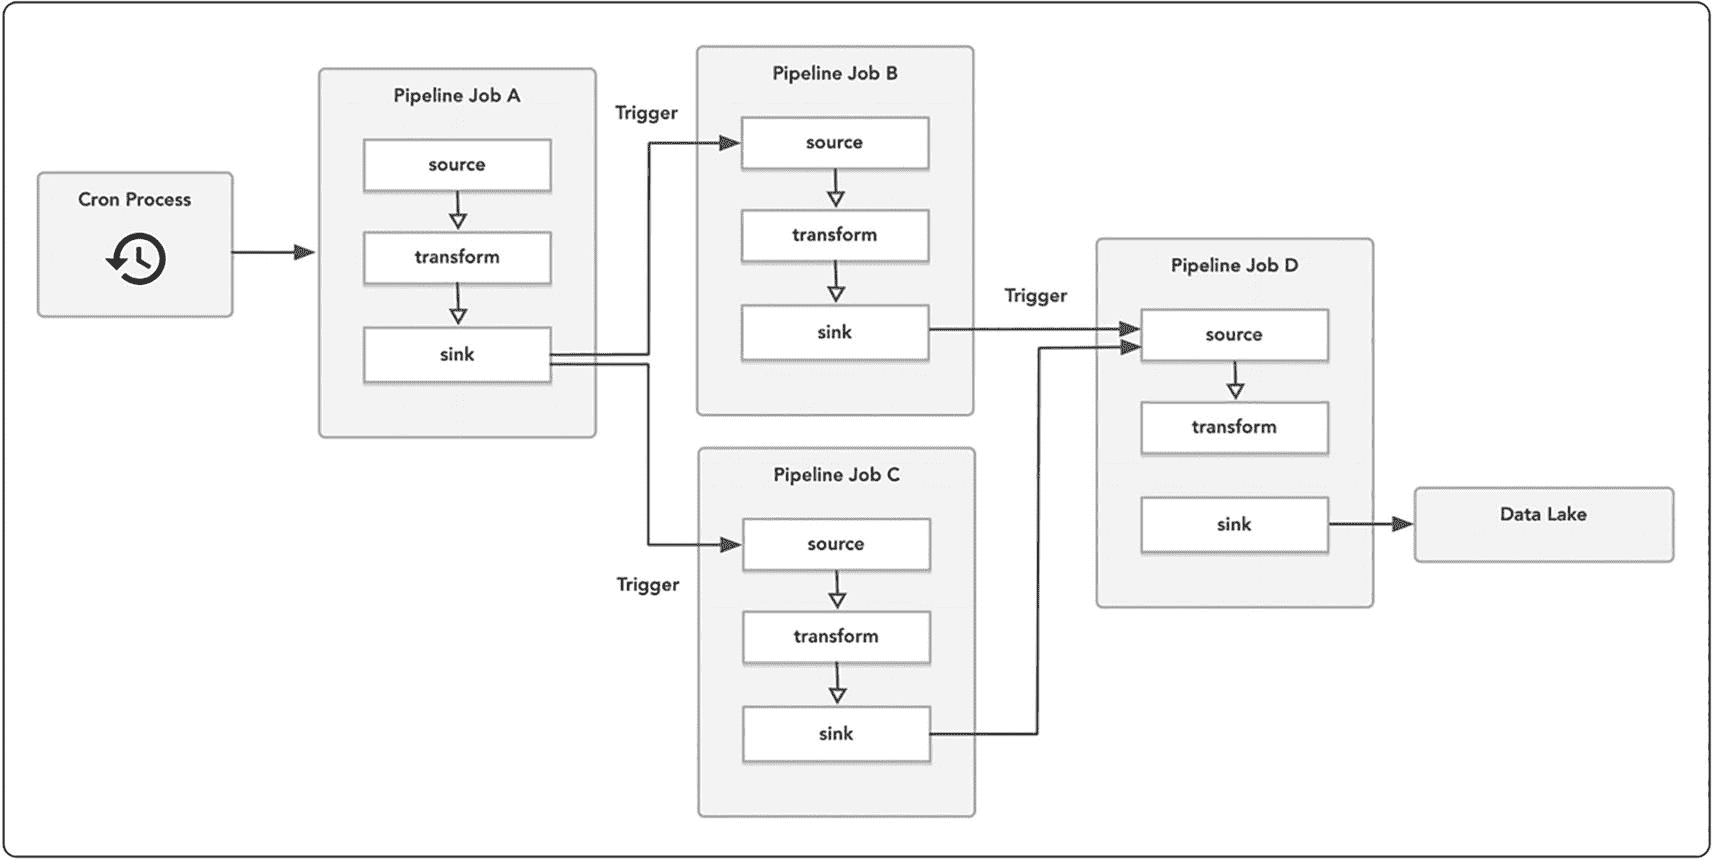 Cron Process
Pipeline Job A
source
transform
sink
Trigger
Pipeline Job B
source
transform
sink
Trigger
Pipeline Job C
source
transform
sink
Trigger
Pipeline Job D
source
transform
sink
Data Lake